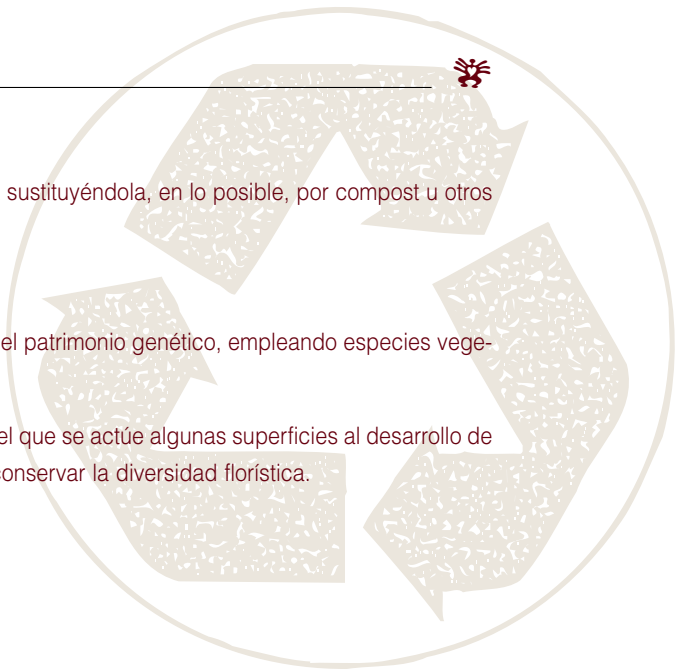 sustituyéndola, en lo posible, por compost u otros
el patrimonio genético, empleando especies vege-
el que se actúe algunas superficies al desarrollo de
conservar la diversidad florística.